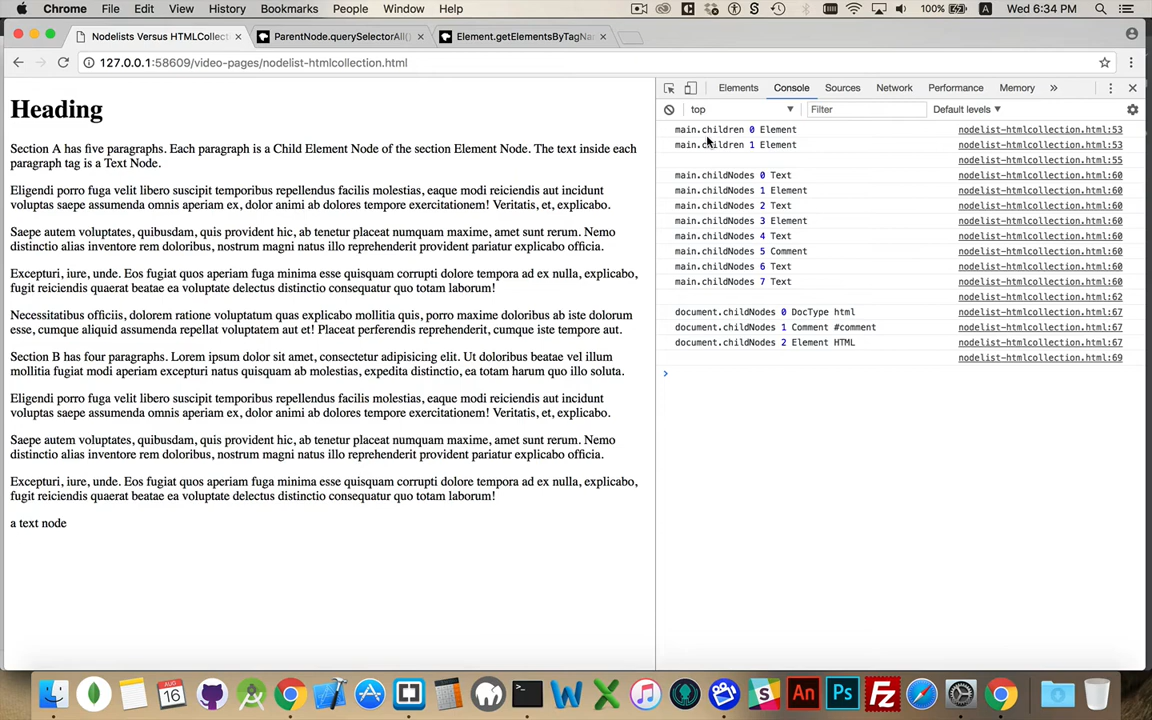 Chrome File Edit View History Bookmarks People Window Help 100% Wed 6:34 PM
Nodelists Versus HTMLCollecti × ParentNode.querySelectorAll() × Element.getElementsByTagNa ×
127.0.0.1:58609/video-pages/nodelist-htmlcollection.html
Elements Console Sources Network Performance Memory »
top Filter Default levels
Heading
Section A has five paragraphs. Each paragraph is a Child Element Node of the section Element Node. The text inside each
paragraph tag is a Text Node.
Eligendi porro fuga velit libero suscipit temporibus repellendus facilis molestias, eaque modi reiciendis aut incidunt
voluptas saepe assumenda omnis aperiam ex, dolor animi ab dolores tempore exercitationem! Veritatis, et, explicabo.
Saepe autem voluptates, quibusdam, quis provident hic, ab tenetur placeat numquam maxime, amet sunt rerum. Nemo
distinctio alias inventore rem doloribus, nostrum magni natus illo reprehenderit provident pariatur explicabo officia.
Excepturi, iure, unde. Eos fugiat quos aperiam fuga minima esse quisquam corrupti dolore tempora ad ex nulla, explicabo,
fugit reiciendis quaerat beatae ea voluptate delectus distinctio consequatur quo totam laborum!
Necessitatibus officiis, dolorem ratione voluptatum quas explicabo mollitia quis, porro maxime doloribus ab iste dolorum
esse, cumque aliquid assumenda repellat voluptatem aut et! Placeat perferendis reprehenderit, cumque iste tempore aut.
Section B has four paragraphs. Lorem ipsum dolor sit amet, consectetur adipisicing elit. Ut doloribus beatae vel illum
mollitia fugiat modi aperiam excepturi natus quisquam ab molestias, expedita distinctio, ea totam harum quo illo soluta.
Eligendi porro fuga velit libero suscipit temporibus repellendus facilis molestias, eaque modi reiciendis aut incidunt
voluptas saepe assumenda omnis aperiam ex, dolor animi ab dolores tempore exercitationem! Veritatis, et, explicabo.
Saepe autem voluptates, quibusdam, quis provident hic, ab tenetur placeat numquam maxime, amet sunt rerum. Nemo
distinctio alias inventore rem doloribus, nostrum magni natus illo reprehenderit provident pariatur explicabo officia.
Excepturi, iure, unde. Eos fugiat quos aperiam fuga minima esse quisquam corrupti dolore tempora ad ex nulla, explicabo,
fugit reiciendis quaerat beatae ea voluptate delectus distinctio consequatur quo totam laborum!
a text node
main.children 0 Element nodelist-htmlcollection.html:53
main.children 1 Element nodelist-htmlcollection.html:53
nodelist-htmlcollection.html:55
main.childNodes 0 Text nodelist-htmlcollection.html:60
main.childNodes 1 Element nodelist-htmlcollection.html:60
main.childNodes 2 Text nodelist-htmlcollection.html:60
main.childNodes 3 Element nodelist-htmlcollection.html:60
main.childNodes 4 Text nodelist-htmlcollection.html:60
main.childNodes 5 Comment nodelist-htmlcollection.html:60
main.childNodes 6 Text nodelist-htmlcollection.html:60
main.childNodes 7 Text nodelist-htmlcollection.html:60
nodelist-htmlcollection.html:62
document.childNodes 0 DocType html nodelist-htmlcollection.html:67
document.childNodes 1 Comment #comment nodelist-htmlcollection.html:67
document.childNodes 2 Element HTML nodelist-htmlcollection.html:67
nodelist-htmlcollection.html:69
AUG
16
An Ps FZ